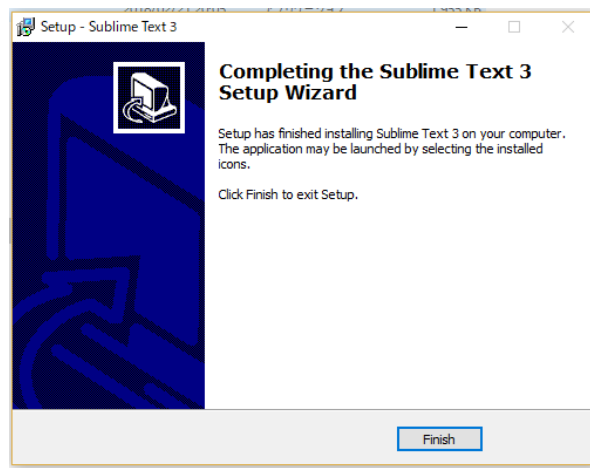 Setup - Sublime Text 3
Completing the Sublime Text 3
Setup Wizard
Setup has finished installing Sublime Text 3 on your computer.
The application may be launched by selecting the installed
icons.
Click Finish to exit Setup.
Finish